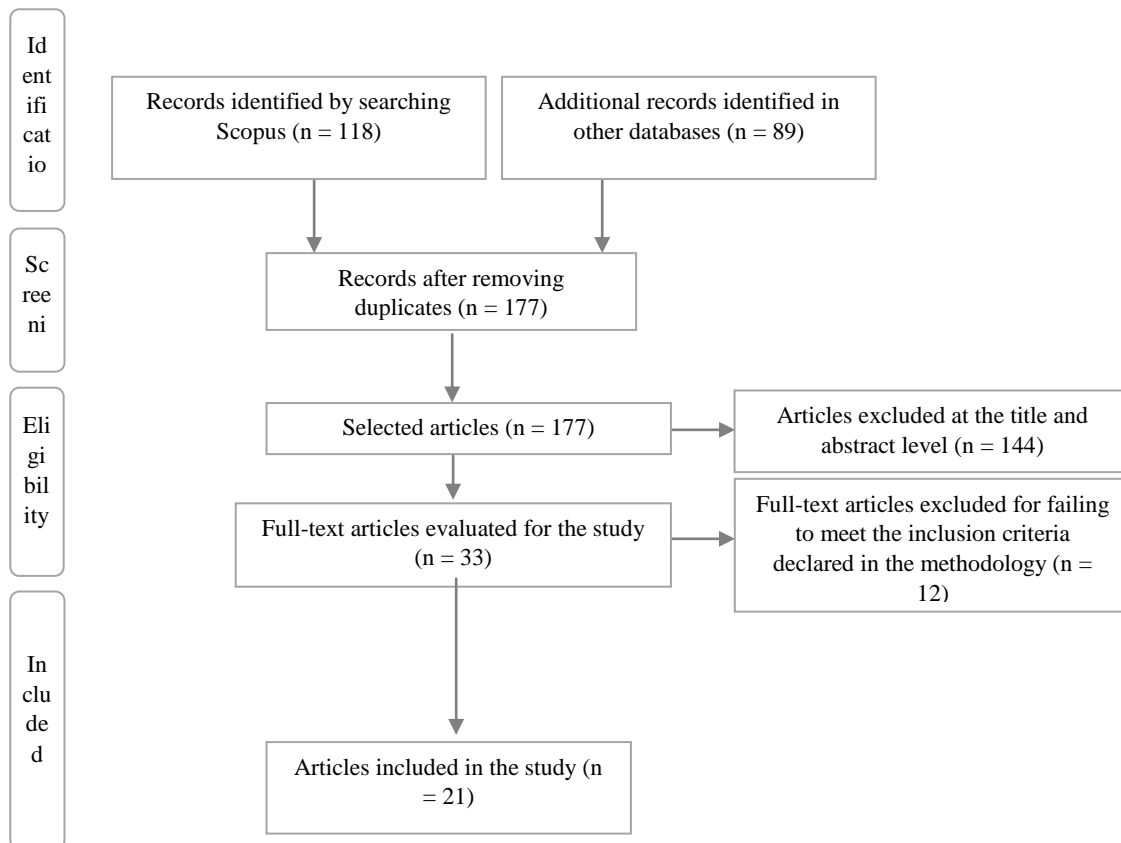 Id
ent
ifi
cat
io
Records identified by searching
Scopus (n = 118)
Additional records identified in
other databases (n = 89)
Sc
ree
ni
Records after removing
duplicates (n = 177)
Eli
gi
bil
ity
Selected articles (n = 177)
Articles excluded at the title and
abstract level (n = 144)
Full-text articles evaluated for the study
(n = 33)
Full-text articles excluded for failing
to meet the inclusion criteria
declared in the methodology (n =
12)
In
clu
de
d
Articles included in the study (n
= 21)